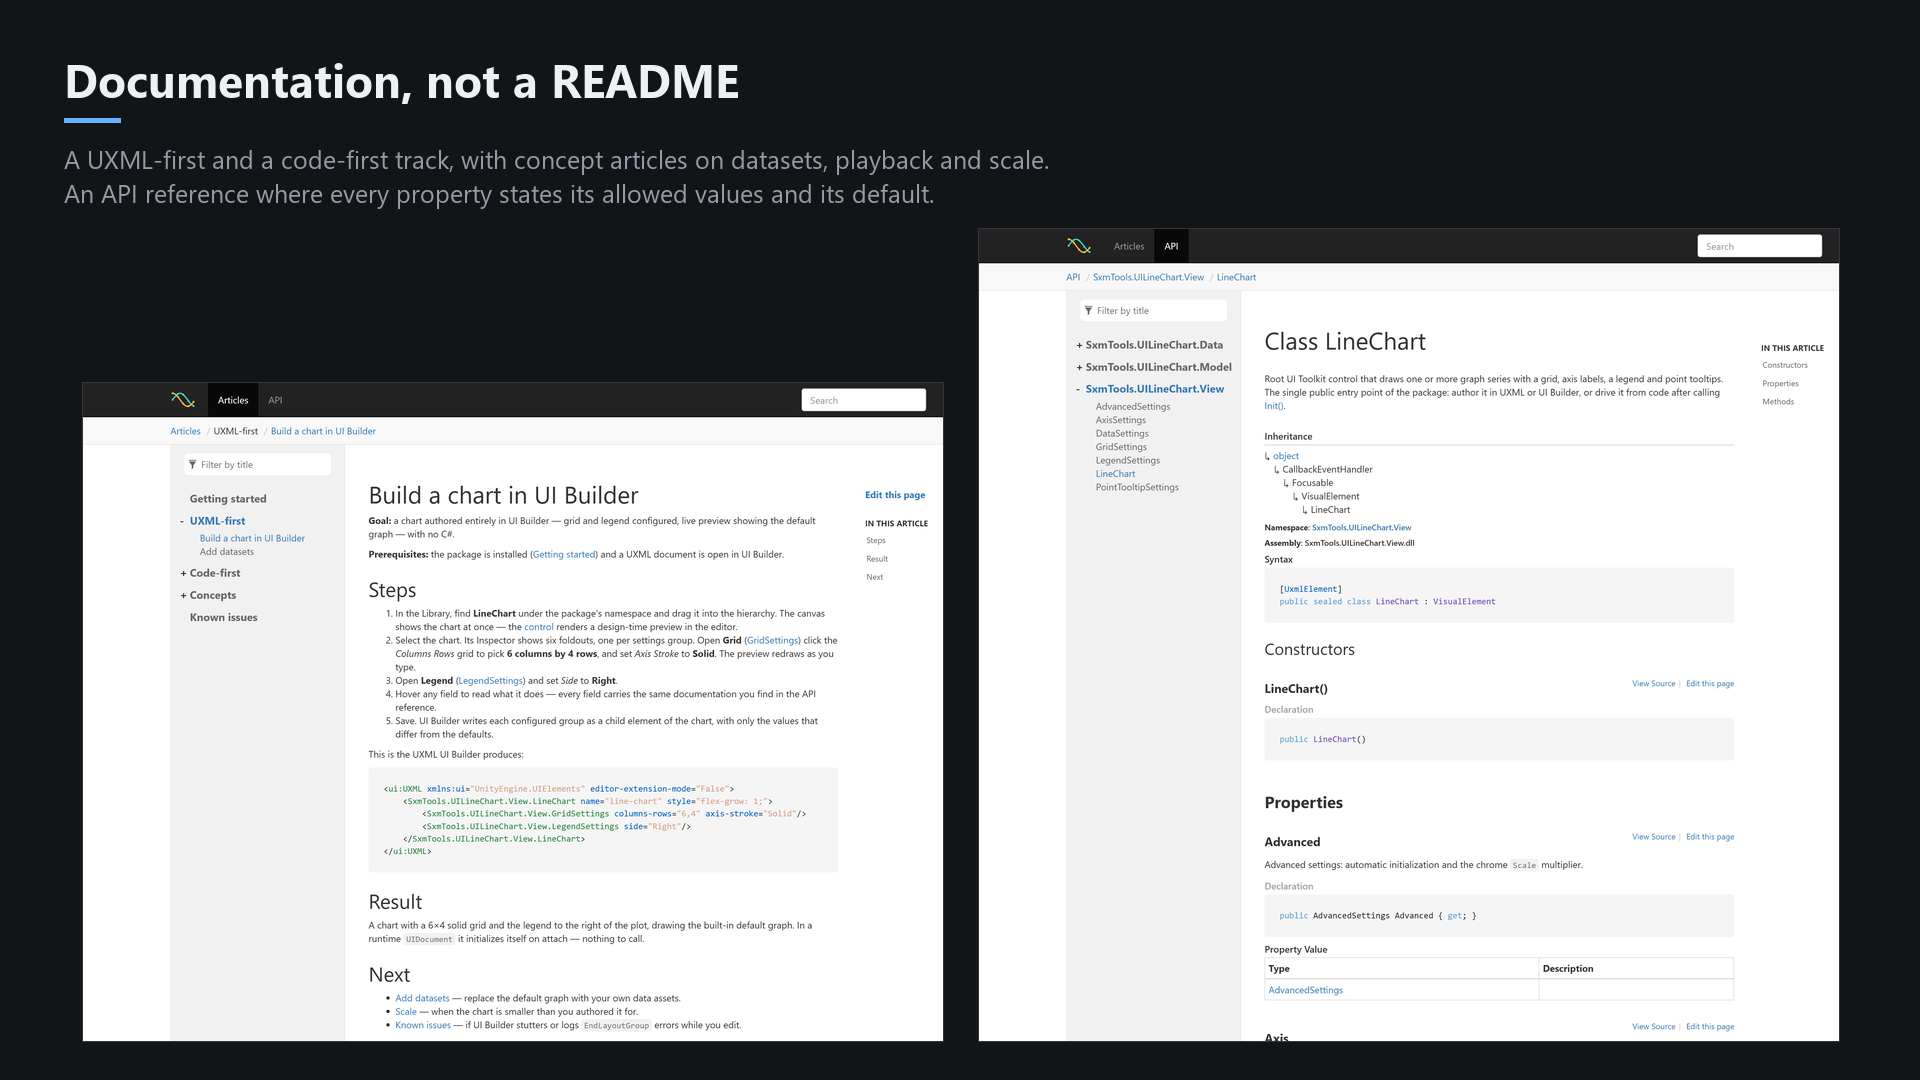 Documentation, not a README
A UXML-first and a code-first track, with concept articles on datasets, playback and scale.
An API reference where every property states its allowed values and its default.
Articles
API
Search
Articles / UXML-first / Build a chart in UI Builder
Filter by title
Getting started
- UXML-first
Build a chart in UI Builder
Add datasets
+ Code-first
+ Concepts
Known issues
Build a chart in UI Builder
Goal: a chart authored entirely in UI Builder — grid and legend configured, live preview showing the default
graph — with no C#.
Prerequisites: the package is installed (Getting started) and a UXML document is open in UI Builder.
Steps
1. In the Library, find LineChart under the package's namespace and drag it into the hierarchy. The canvas
shows the chart at once — the control renders a design-time preview in the editor.
2. Select the chart. Its Inspector shows six foldouts, one per settings group. Open Grid (GridSettings) click the
Columns Rows grid to pick 6 columns by 4 rows, and set Axis Stroke to Solid. The preview redraws as you
type.
3. Open Legend (LegendSettings) and set Side to Right.
4. Hover any field to read what it does — every field carries the same documentation you find in the API
reference.
5. Save. UI Builder writes each configured group as a child element of the chart, with only the values that
differ from the defaults.
This is the UXML UI Builder produces:
<ui:UXML xmlns:ui="UnityEngine.UIElements" editor-extension-mode="False">
<SxmTools.UILineChart.View.LineChart name="line-chart" style="flex-grow: 1;">
<SxmTools.UILineChart.View.GridSettings columns-rows="6,4" axis-stroke="Solid"/>
<SxmTools.UILineChart.View.LegendSettings side="Right"/>
</SxmTools.UILineChart.View.LineChart>
</ui:UXML>
Result
A chart with a 6×4 solid grid and the legend to the right of the plot, drawing the built-in default graph. In a
runtime UIDocument it initializes itself on attach — nothing to call.
Next
• Add datasets — replace the default graph with your own data assets.
• Scale — when the chart is smaller than you authored it for.
• Known issues — if UI Builder stutters or logs EndLayoutGroup errors while you edit.
Edit this page
IN THIS ARTICLE
Steps
Result
Next
Articles
API
Search
API / SxmTools.UILineChart.View / LineChart
Filter by title
+ SxmTools.UILineChart.Data
+ SxmTools.UILineChart.Model
- SxmTools.UILineChart.View
AdvancedSettings
AxisSettings
DataSettings
GridSettings
LegendSettings
LineChart
PointTooltipSettings
Class LineChart
Root UI Toolkit control that draws one or more graph series with a grid, axis labels, a legend and point tooltips.
The single public entry point of the package: author it in UXML or UI Builder, or drive it from code after calling
Init().
Inheritance
↳ object
↳ CallbackEventHandler
↳ Focusable
↳ VisualElement
↳ LineChart
Namespace: SxmTools.UILineChart.View
Assembly: SxmTools.UILineChart.View.dll
Syntax
[UxmlElement]
public sealed class LineChart : VisualElement
Constructors
LineChart()
View Source | Edit this page
Declaration
public LineChart()
Properties
Advanced
View Source | Edit this page
Advanced settings: automatic initialization and the chrome Scale multiplier.
Declaration
public AdvancedSettings Advanced { get; }
Property Value
Type Description
AdvancedSettings
Axis
View Source | Edit this page
IN THIS ARTICLE
Constructors
Properties
Methods